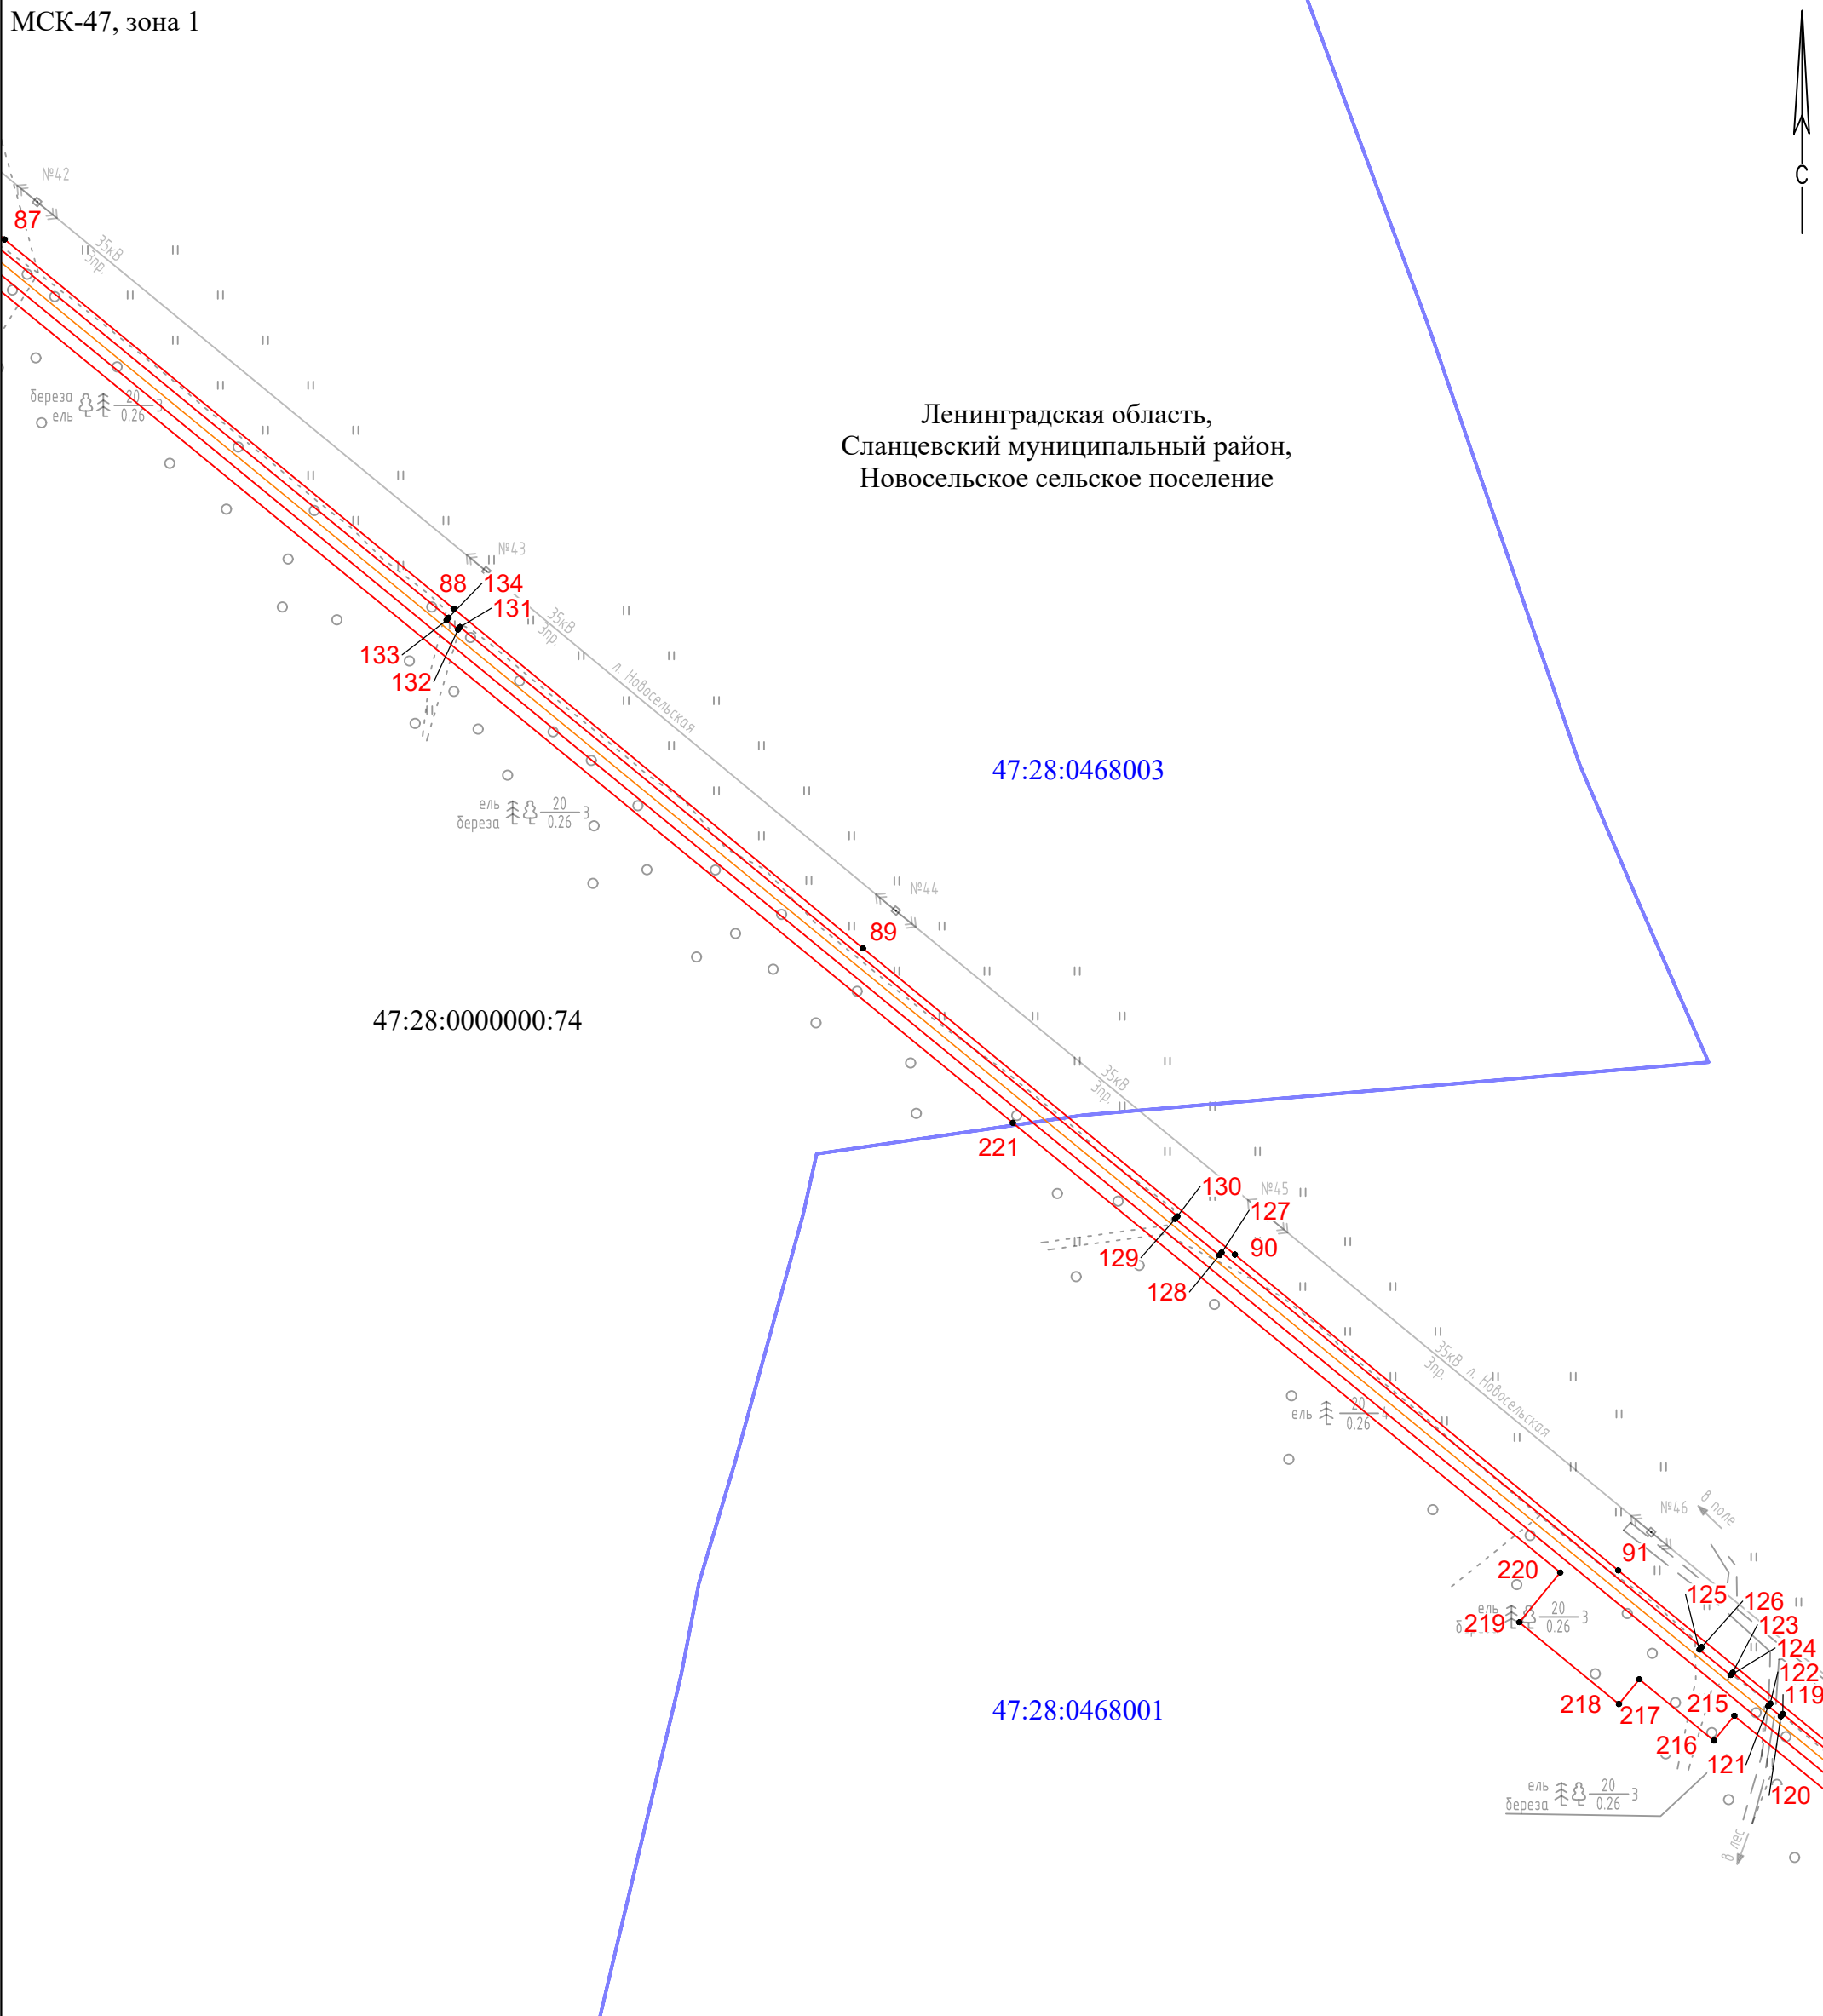 МСК-47, зона 1
С
№42
87
35кВ
3пр.
береза
ель
20
0.26
3
Ленинградская область,
Сланцевский муниципальный район,
Новосельское сельское поселение
№43
88
134
131
133
132
35кВ
3пр.
л. Новосельская
47:28:0468003
ель
береза
20
0.26
3
№44
89
47:28:0000000:74
35кВ
3пр.
221
130
№45
127
90
129
128
35кВ
3пр.
л. Новосельская
ель
20
0.26
4
№46
в поле
91
220
125
126
ель
20
0.26
3
219
123
124
122
119
218
217
215
216
121
120
47:28:0468001
ель
береза
20
0.26
3
в лес